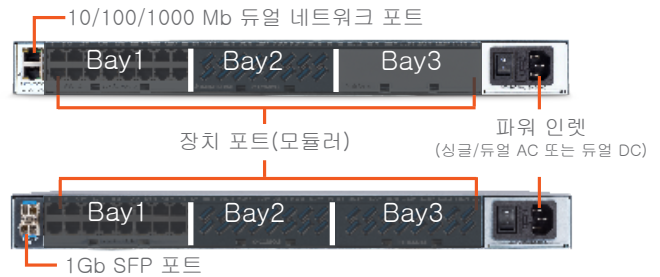 10/100/1000 Mb 듀얼 네트워크 포트
Bay1 Bay2 Bay3
장치 포트(모듈러)
파워 인렛
(싱글/듀얼 AC 또는 듀얼 DC)
Bay1 Bay2 Bay3
1Gb SFP 포트